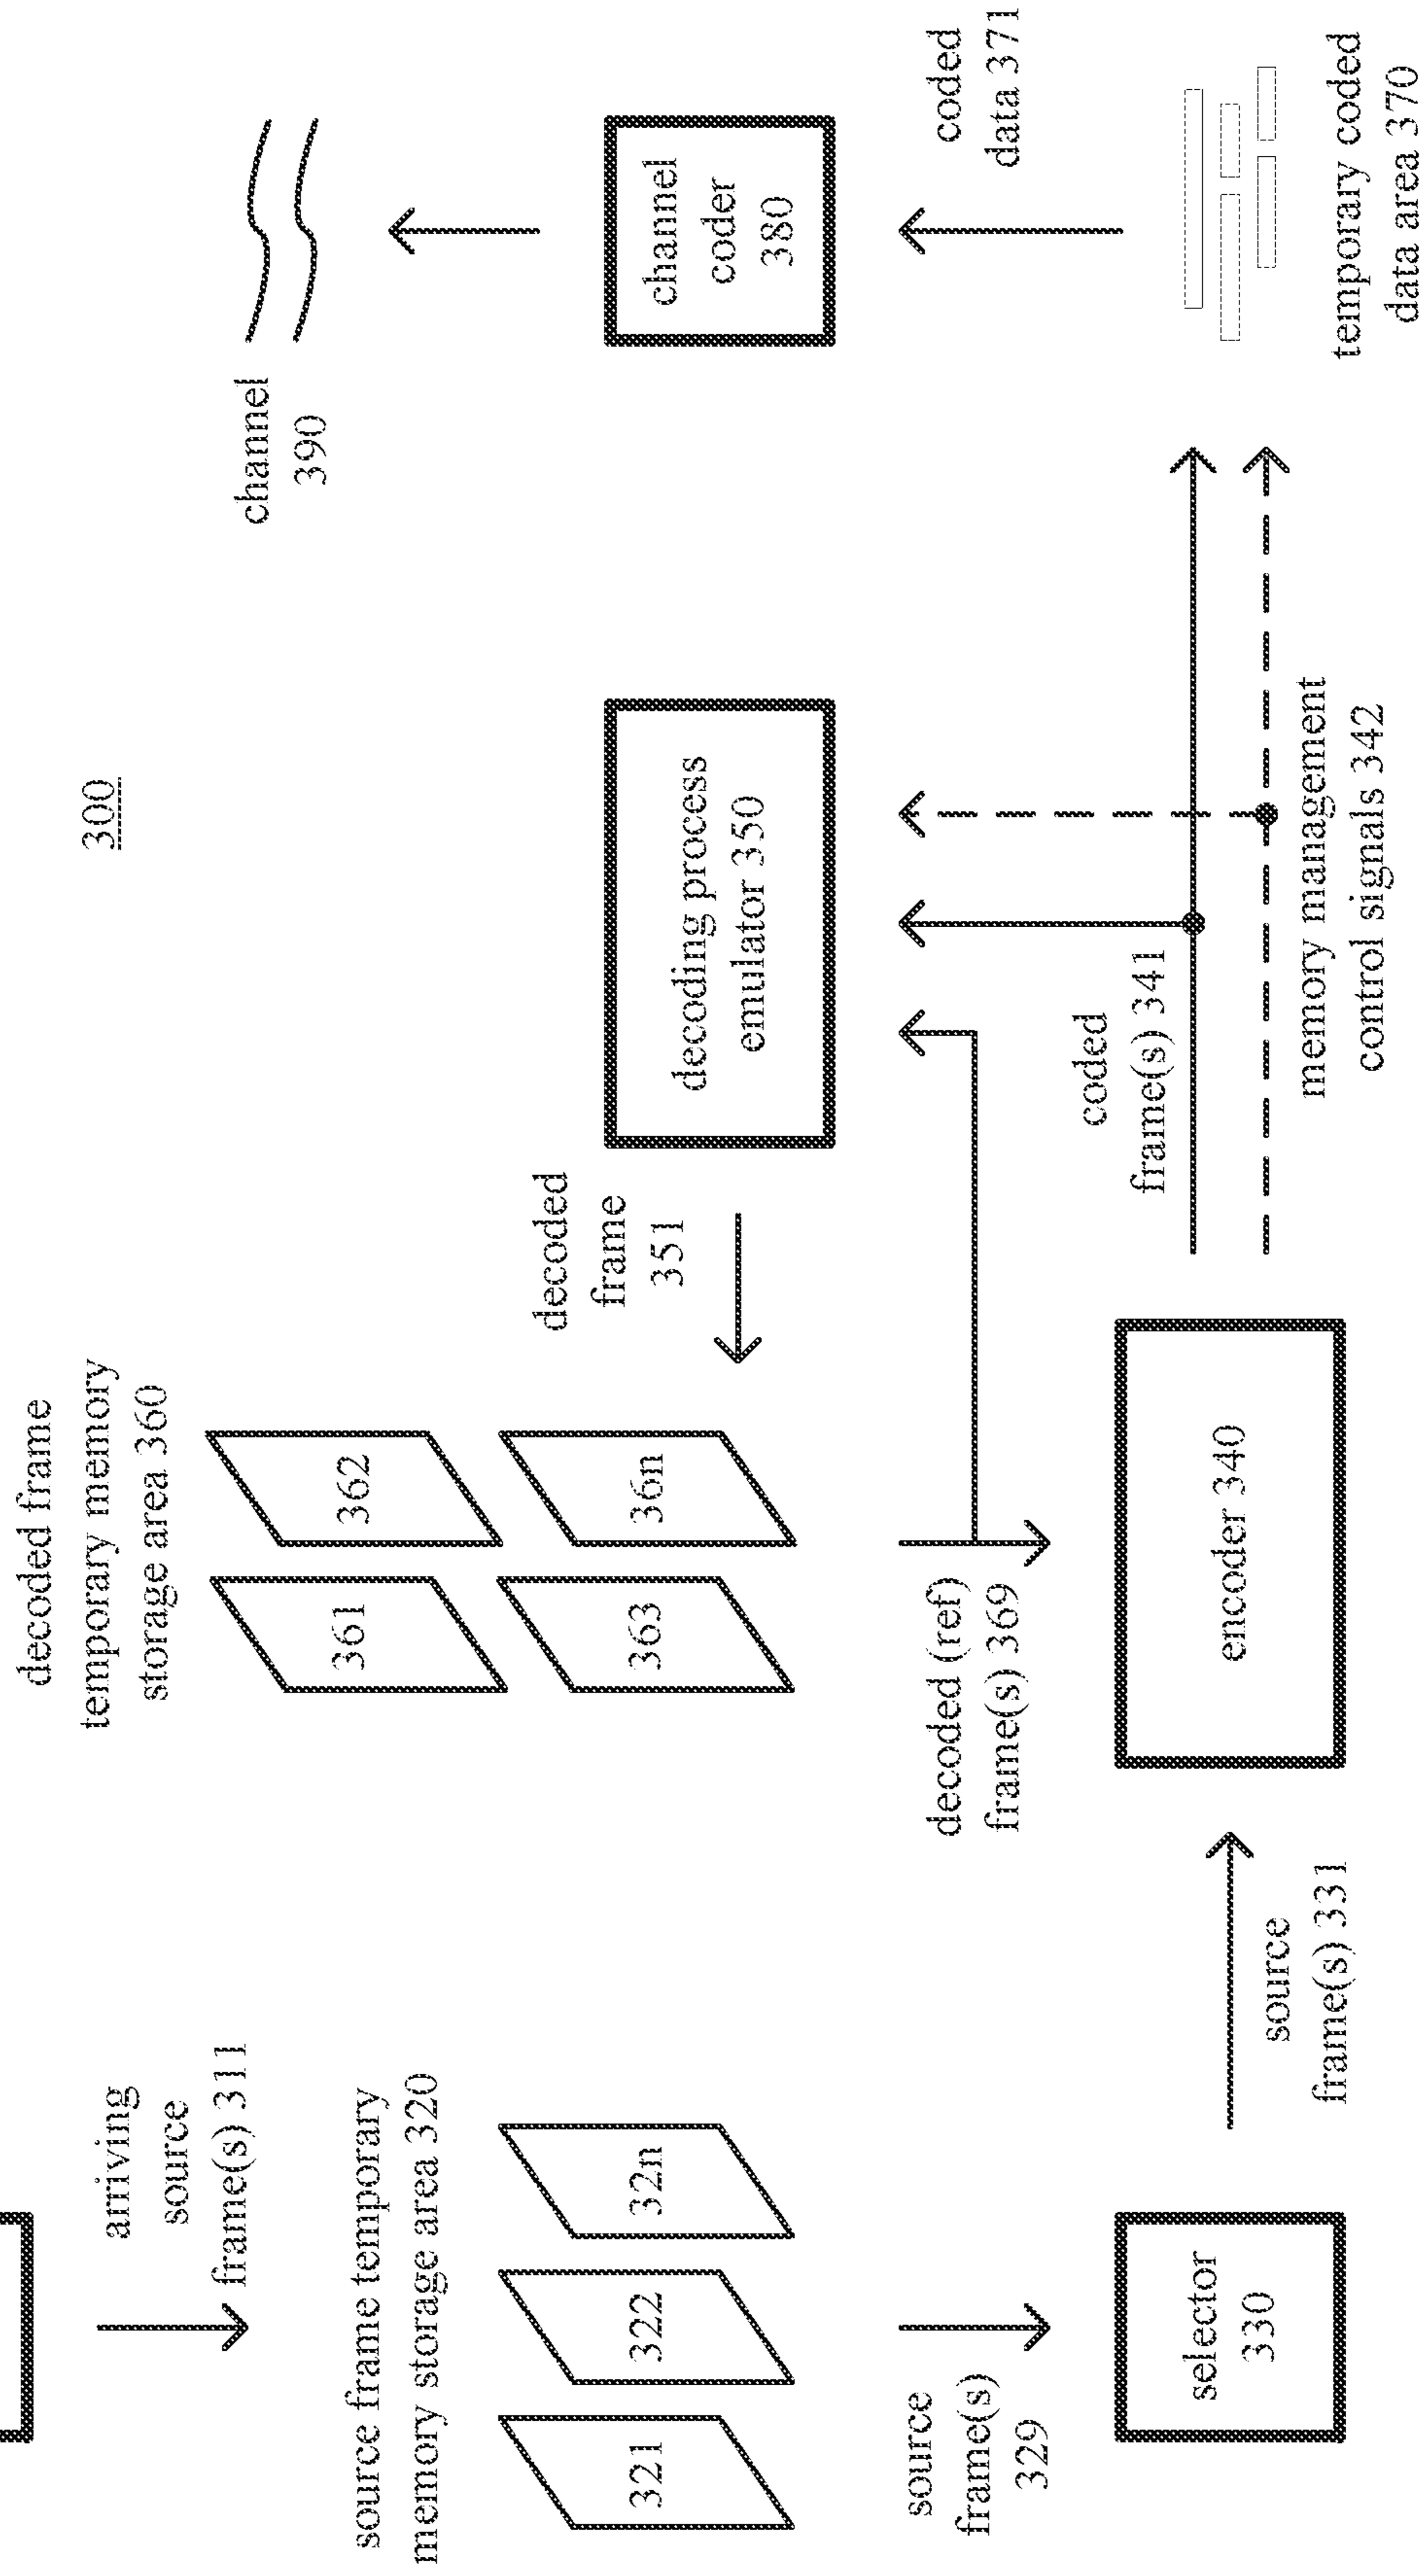 300
arriving
source
frame(s) 311
source frame temporary
memory storage area 320
321
322
32n
source
frame(s)
329
selector
330
source
frame(s) 331
decoded frame
temporary memory
storage area 360
361
362
363
36n
decoded (ref)
frame(s) 369
encoder 340
decoded
frame
351
decoding process
emulator 350
coded
frame(s) 341
memory management
control signals 342
channel
390
channel
coder
380
coded
data 371
temporary coded
data area 370